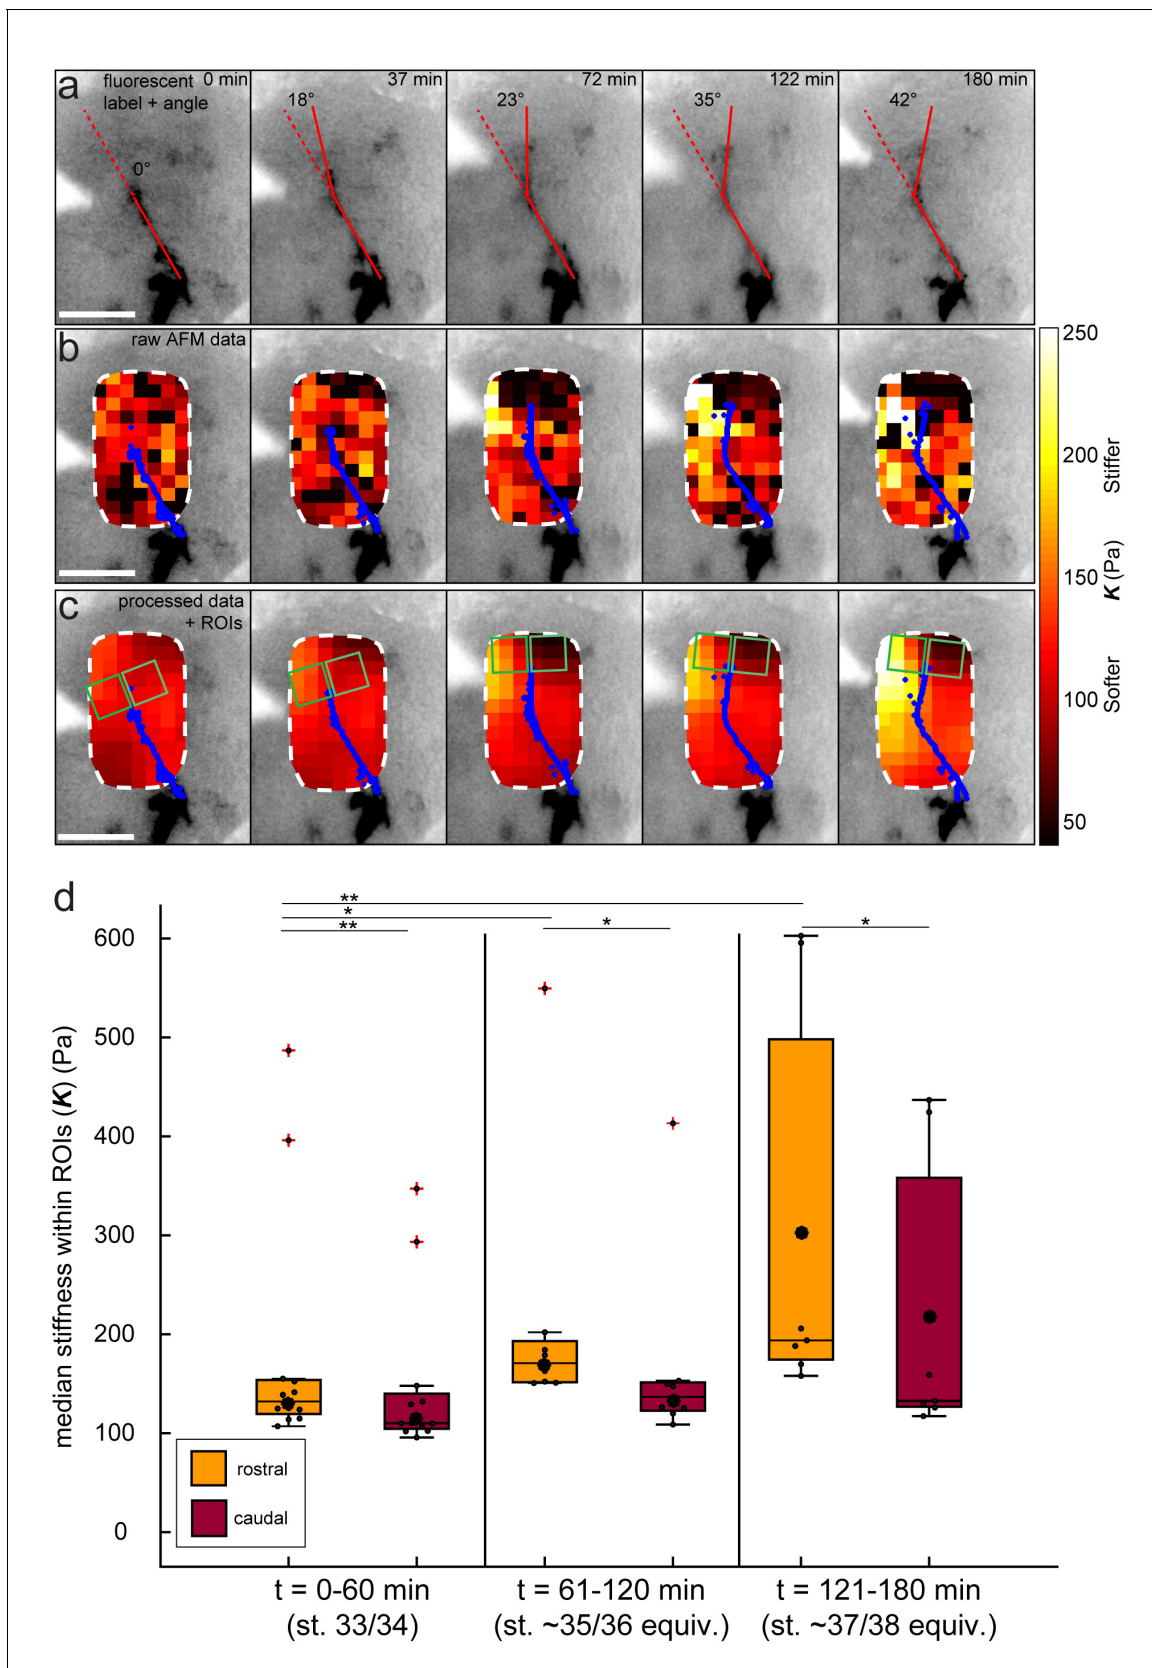 a
fluorescent
label + angle
0 min
37 min
72 min
122 min
180 min
0°
18°
23°
35°
42°
b
raw AFM data
c
processed data
+ ROIs
250
200
150
100
50
Stiffer
K (Pa)
Softer
d
** 
*
**
*
*
median stiffness within ROIs (K) (Pa)
600
500
400
300
200
100
0
rostral
caudal
t = 0-60 min
(st. 33/34)
t = 61-120 min
(st. ~35/36 equiv.)
t = 121-180 min
(st. ~37/38 equiv.)